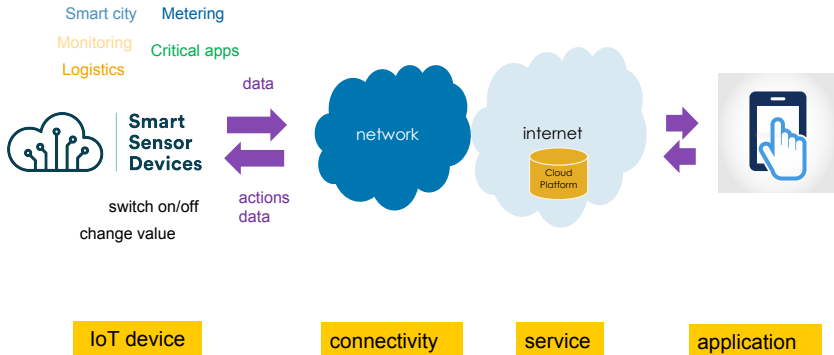 Smart city
Metering
Monitoring
Critical apps
Logistics
data
Smart
Sensor
Devices
network
internet
Cloud
Platform
switch on/off
change value
actions
data
IoT device
connectivity
service
application